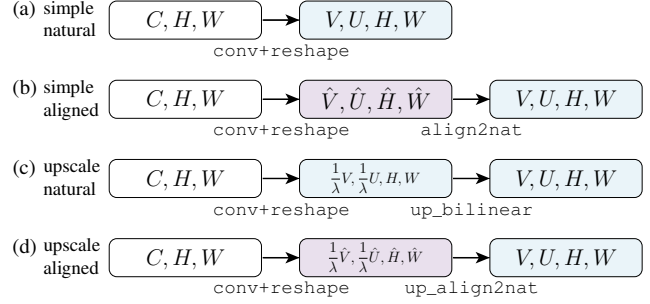 (a) simple natural C, H, W V, U, H, W
conv+reshape
(b) simple aligned C, H, W V̂, Û, Ĥ, Ŵ V, U, H, W
conv+reshape align2nat
(c) upscale natural C, H, W 1/λ V, 1/λ U, H, W V, U, H, W
conv+reshape up_bilinear
(d) upscale aligned C, H, W 1/λ V̂, 1/λ Û, Ĥ, Ŵ V, U, H, W
conv+reshape up_align2nat